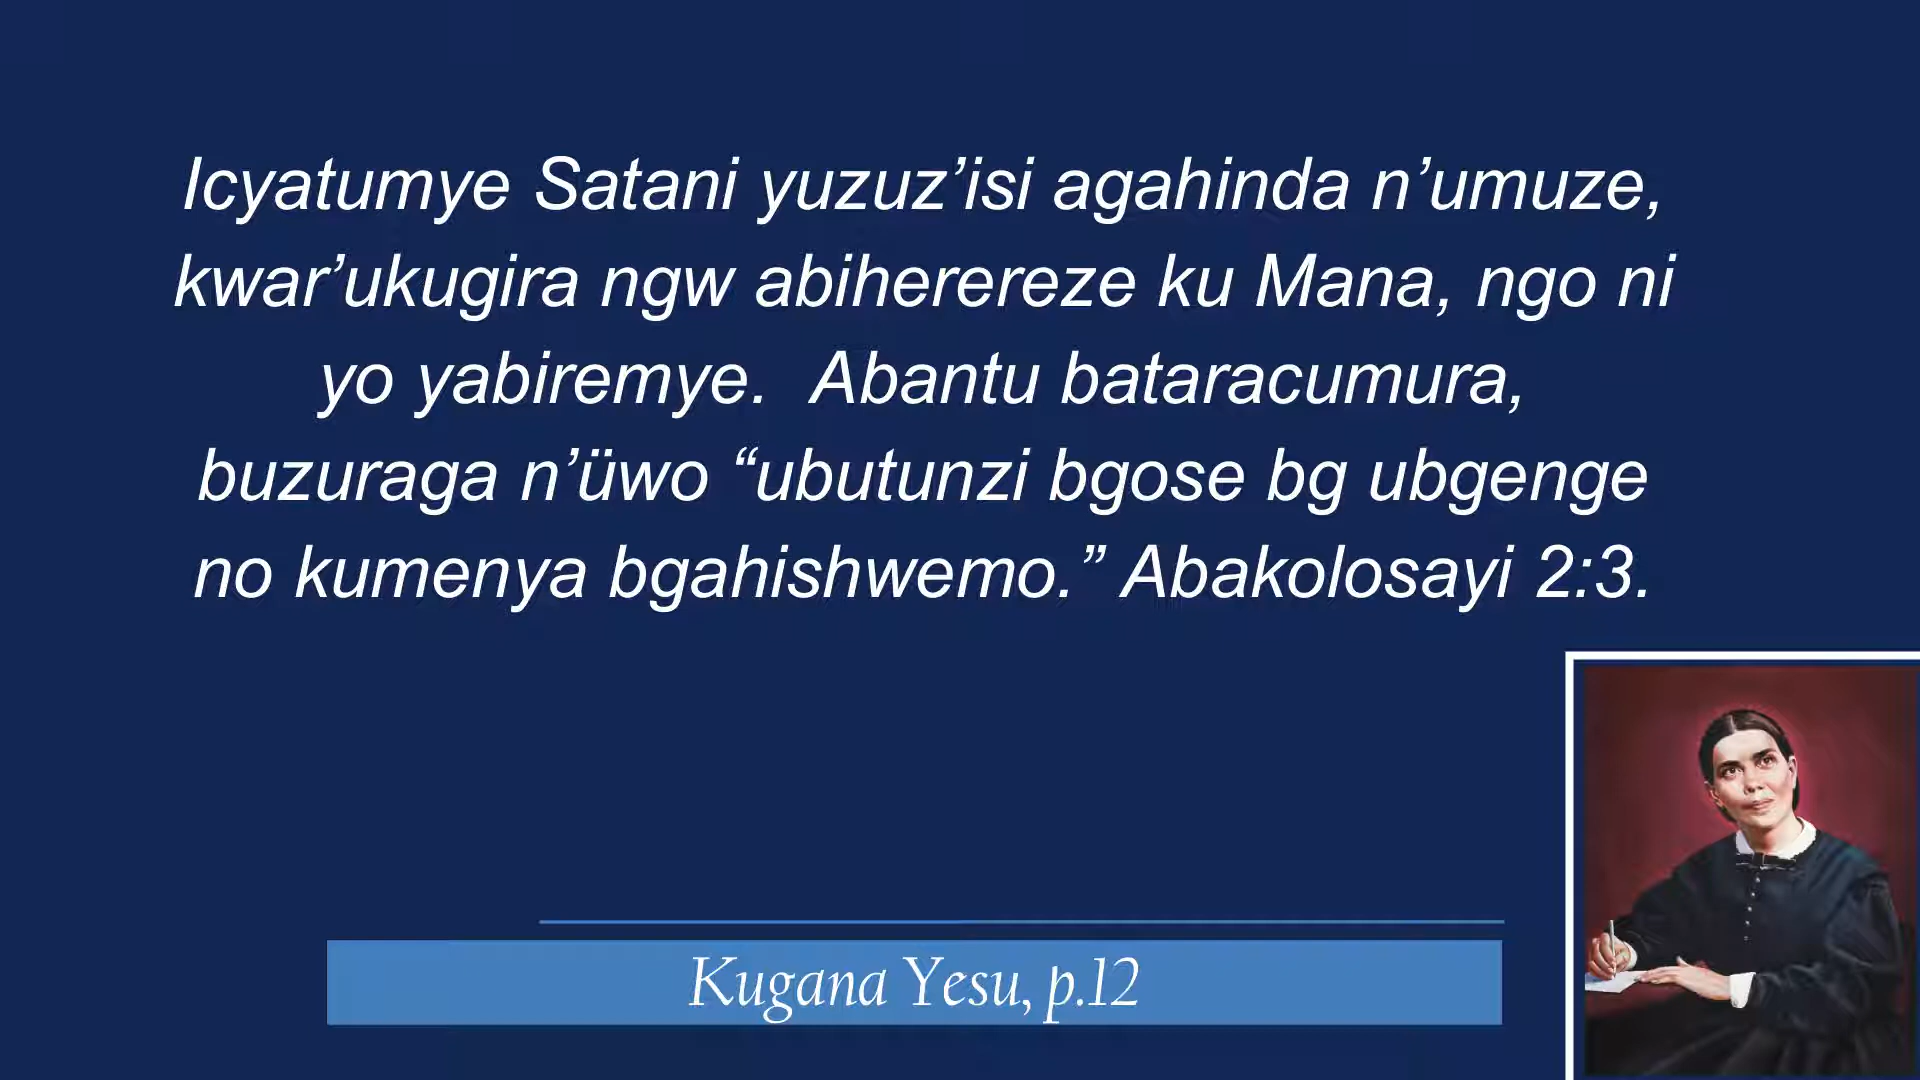 Icyatumye Satani yuzuz’isi agahinda n’umuze,
kwar’ukugira ngw abiherereze ku Mana, ngo ni
yo yabiremye.  Abantu bataracumura,
buzuraga n’üwo “ubutunzi bgose bg ubgenge
no kumenya bgahishwemo.” Abakolosayi 2:3.
Kugana Yesu, p.12